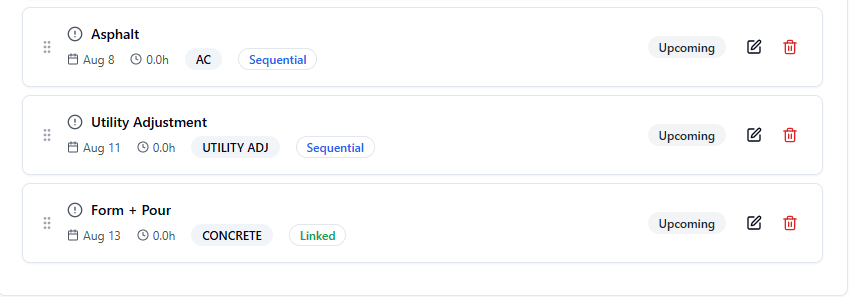 Asphalt
Aug 8 0.0h AC Sequential
Upcoming
Utility Adjustment
Aug 11 0.0h UTILITY ADJ Sequential
Upcoming
Form + Pour
Aug 13 0.0h CONCRETE Linked
Upcoming